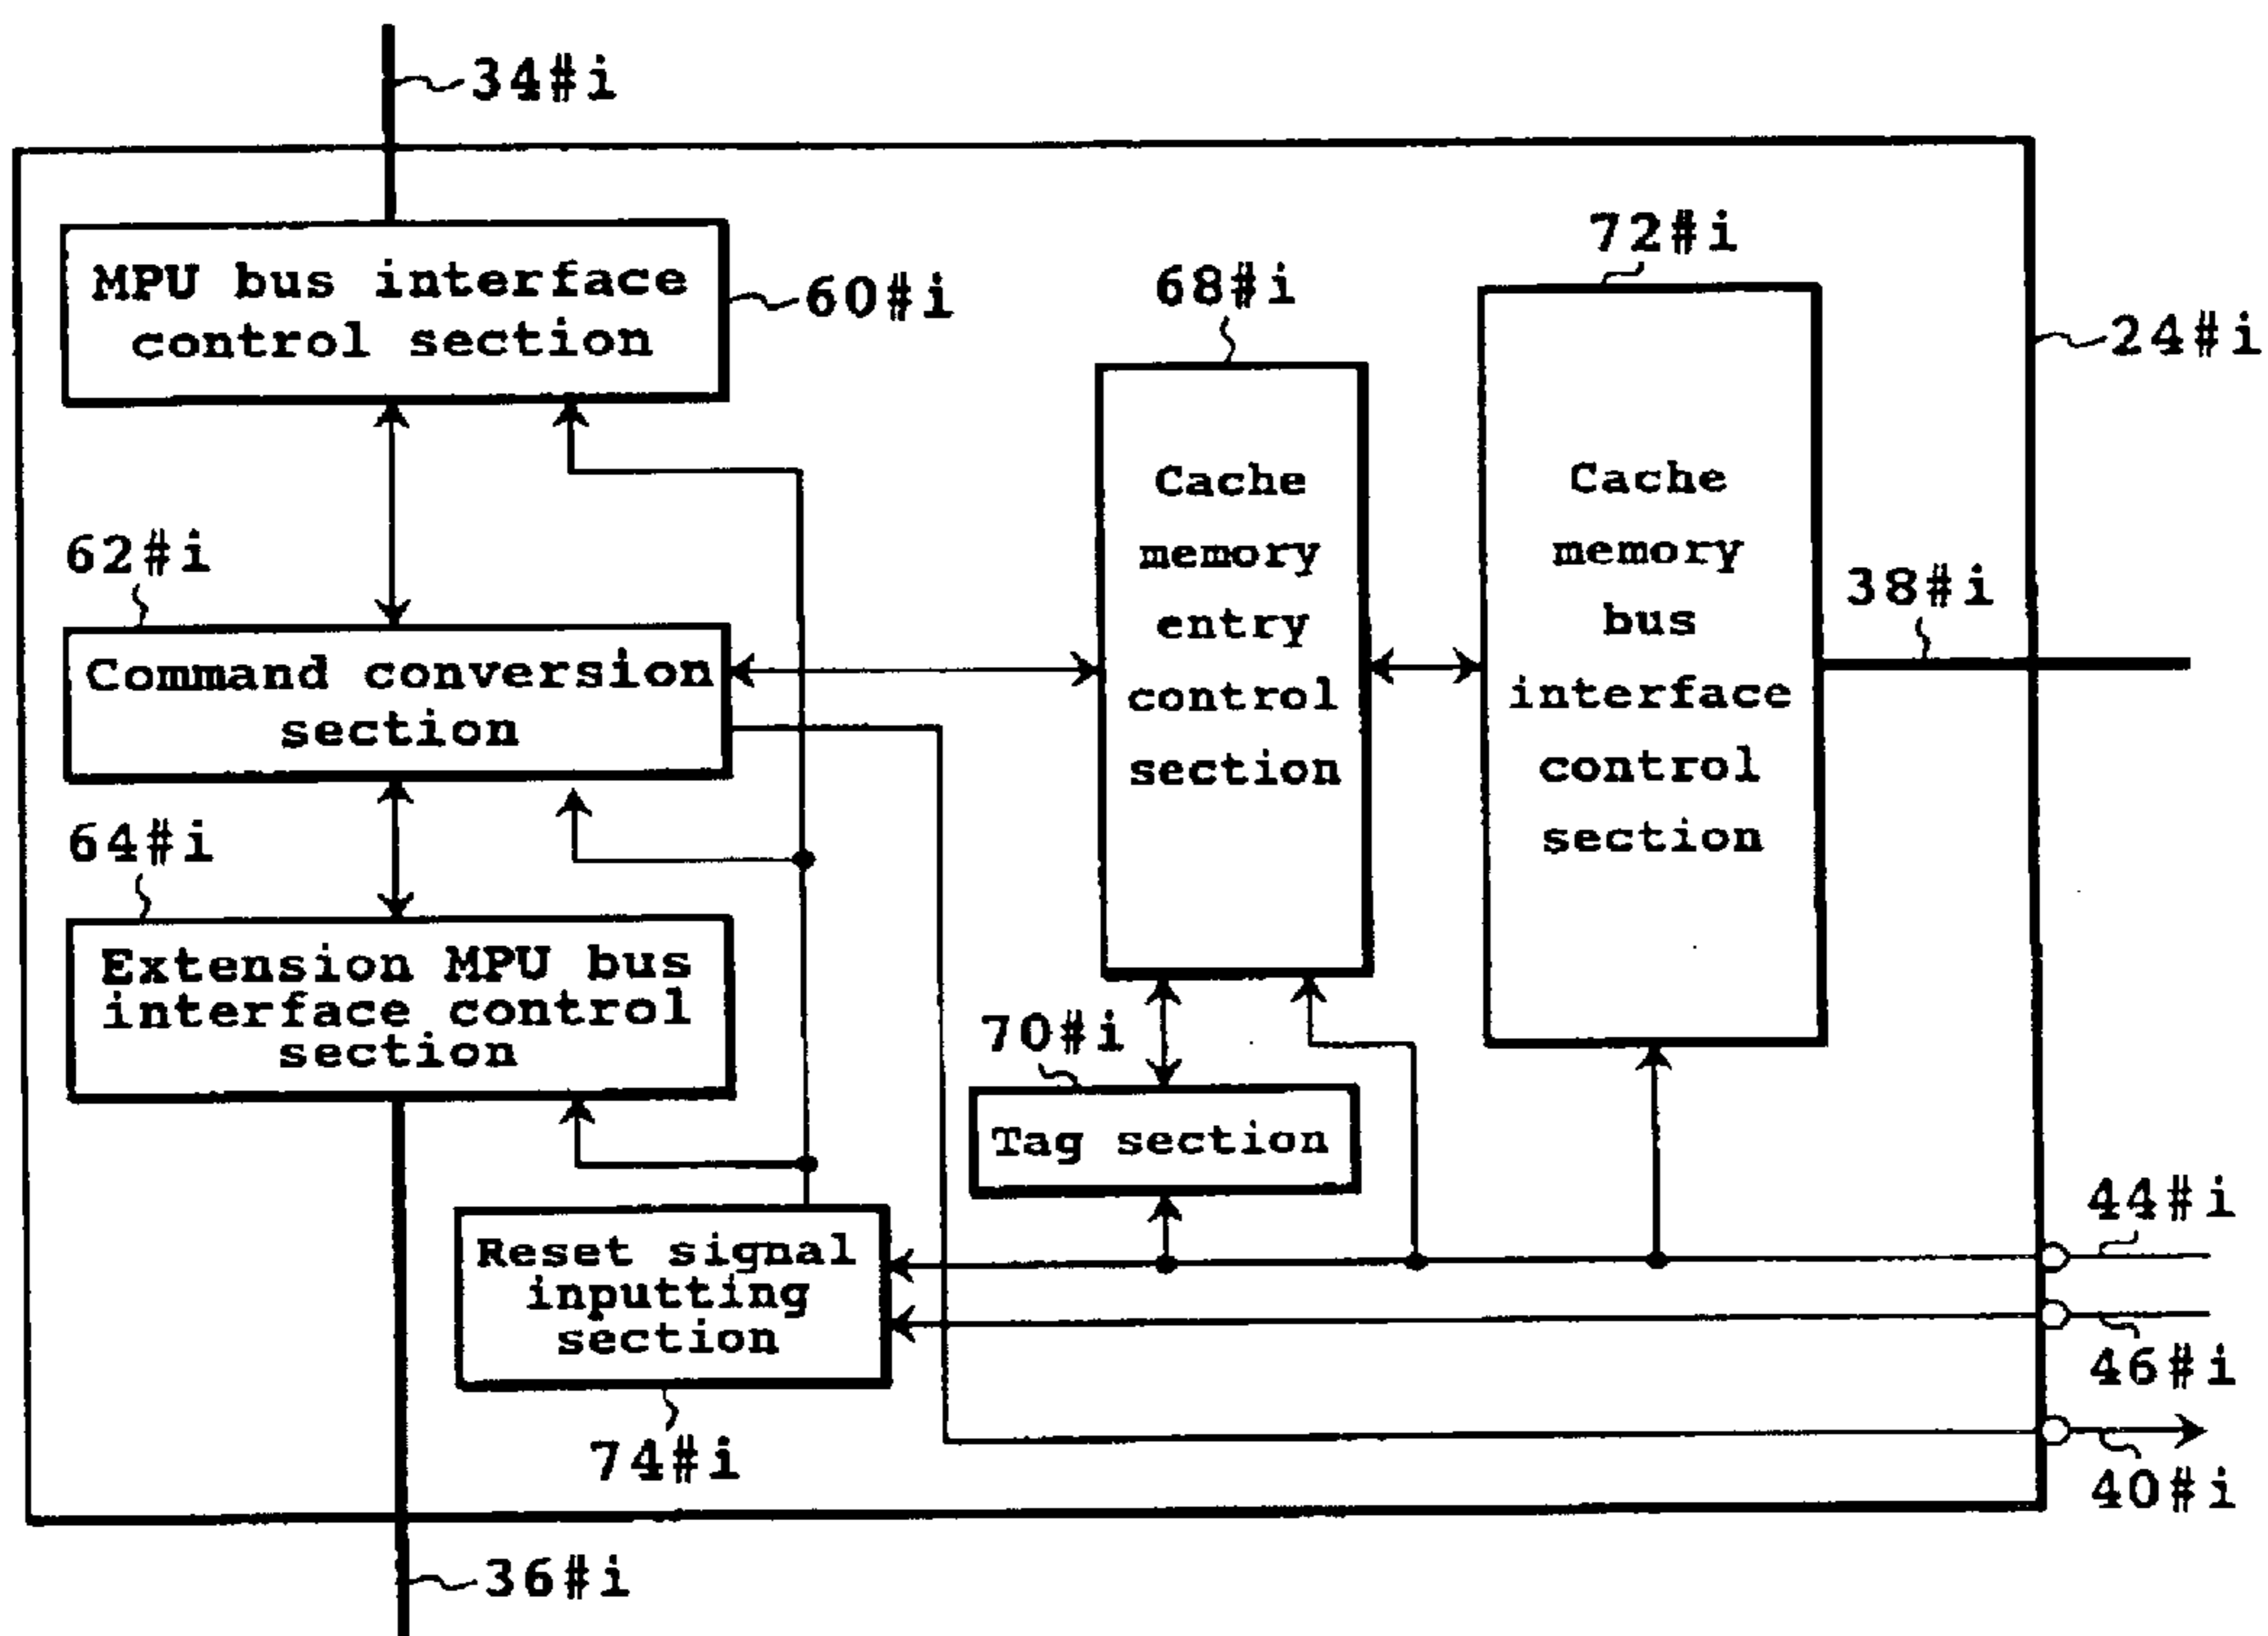 34#i
MPU bus interface
control section
60#i
72#i
68#i
24#i
Cache
memory
entry
control
section
Cache
memory
bus
interface
control
section
38#i
62#i
Command conversion
section
64#i
Extension MPU bus
interface control
section
70#i
Tag section
44#i
Reset signal
inputting
section
46#i
74#i
40#i
36#i